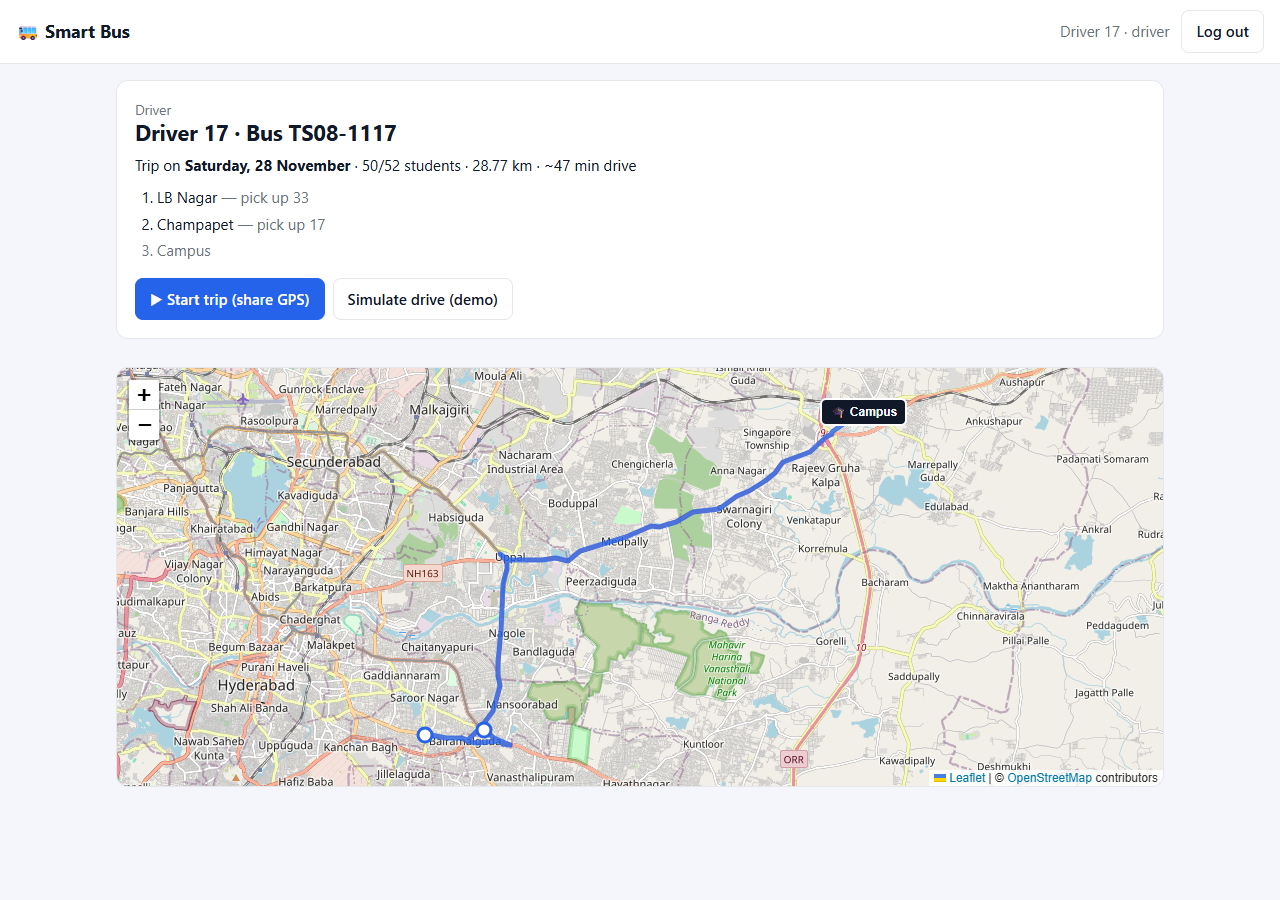 Smart Bus
Driver 17 · driver
Log out
Driver
Driver 17 · Bus TS08-1117
Trip on Saturday, 28 November · 50/52 students · 28.77 km · ~47 min drive
1. LB Nagar — pick up 33
2. Champapet — pick up 17
3. Campus
▶ Start trip (share GPS)
Simulate drive (demo)
+
−
Moula Ali
Guda
Aushapur
Fateh Nagar
Gunrock Enclave
Marredpally
Malkajgiri
Campus
Rasoolpura
Ankushapur
Singapore
Township
Nacharam
Industrial Area
Secunderabad
Chengicherla
Anna Nagar
Rajeev Gruha
Kalpa
Marrepally
Guda
Padamati Somaram
Panjagutta
Kavadiguda
Banjara Hills
Boduppal
Swarnagiri
Colony
Edulabad
Khairatabad
Gandhi Nagar
Habsiguda
Venkatapur
Ankral
Himayat Nagar
Medpally
Korremula
Vijay Nagar
Colony
Uppal
Narayanguda
NH163
Peerzadiguda
Bacharam
Maktha Anantharam
Barkatpura
Abids
Gudimalkapur
Chaderghat
Ranga Reddy
Chinnaravirala
Peddagudem
Nagole
Begum Bazaar
Malakpet
Chaitanyapuri
Bandlaguda
Gorelli
10
Pillai Palle
Mahavir
Harina
Vanasthali
National
Park
Purani Haveli
Gaddiannaram
Saddupally
Hyderabad
Saroor Nagar
Mansoorabad
Jagatth Palle
Shah Ali Banda
Nawab Saheb
Kunta
Uppuguda
Kanchan Bagh
Bairamalguda
Kuntloor
ORR
Kawadipally
Deshmukhi
Jillelaguda
Vanasthalipuram
Hafiz Baba
Hayathnagar
Leaflet | © OpenStreetMap contributors